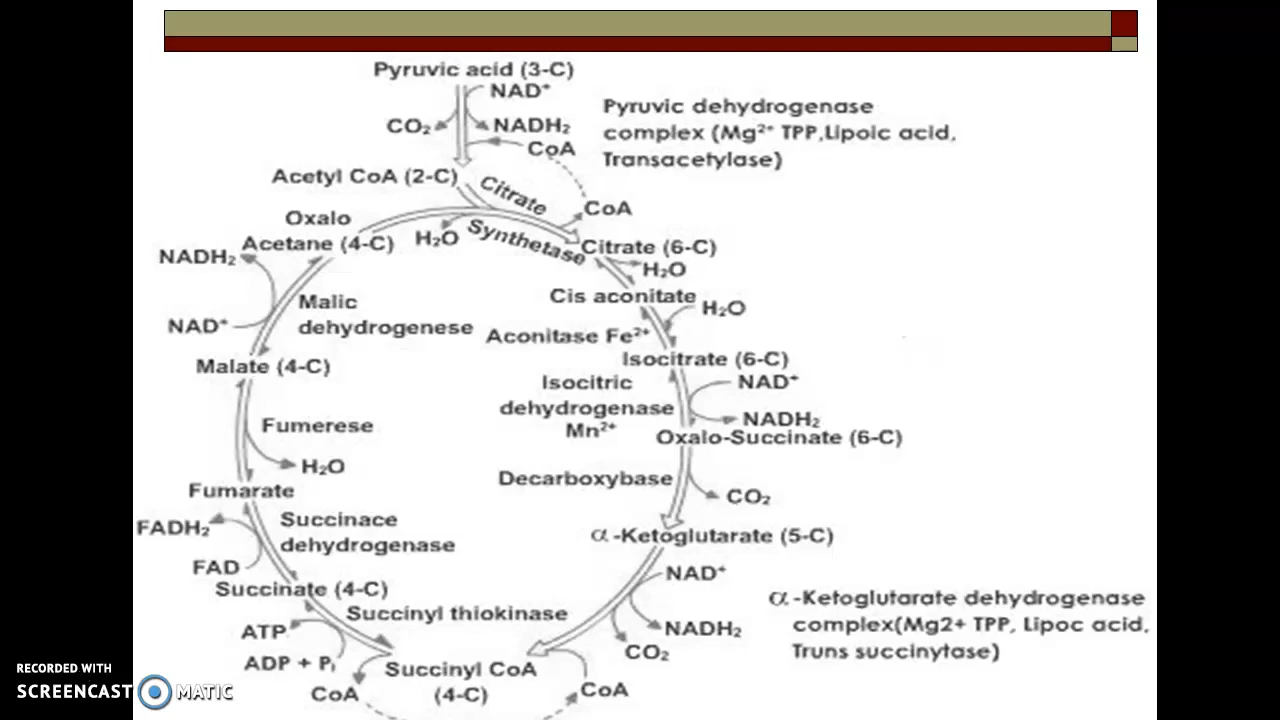 Pyruvic acid (3-C)
NAD⁺
CO₂
NADH₂
CoA
Pyruvic dehydrogenase
complex (Mg²⁺ TPP,Lipoic acid,
Transacetylase)
Acetyl CoA (2-C)
Citrate
Synthetase
CoA
H₂O
Oxalo
Acetane (4-C)
Citrate (6-C)
H₂O
Cis aconitate
H₂O
Aconitase Fe²⁺
Isocitrate (6-C)
Isocitric
dehydrogenase
Mn²⁺
NAD⁺
NADH₂
Oxalo-Succinate (6-C)
Decarboxybase
CO₂
α-Ketoglutarate (5-C)
NAD⁺
NADH₂
CO₂
α-Ketoglutarate dehydrogenase
complex(Mg2+ TPP, Lipoc acid,
Truns succinytase)
CoA
Succinyl CoA
(4-C)
CoA
Succinyl thiokinase
ATP
ADP + Pᵢ
Succinate (4-C)
Succinace
dehydrogenase
FAD
FADH₂
Fumarate
Fumerese
H₂O
Malate (4-C)
Malic
dehydrogenese
NAD⁺
NADH₂
RECORDED WITH
SCREENCAST MATIC